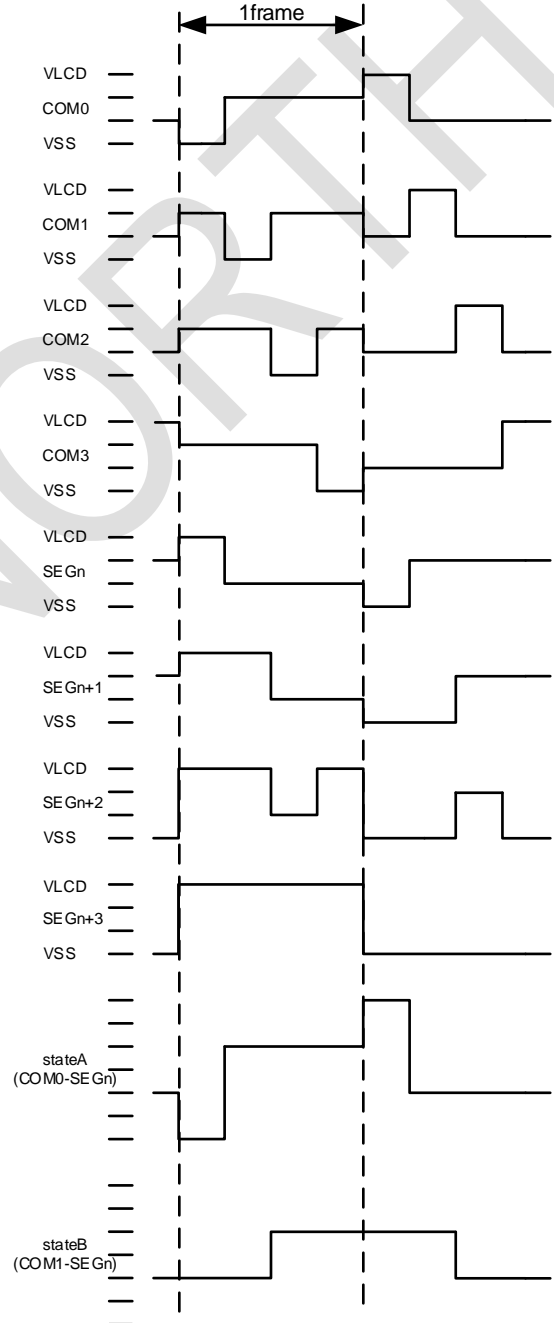 1frame
VLCD
COM0
VSS
VLCD
COM1
VSS
VLCD
COM2
VSS
VLCD
COM3
VSS
VLCD
SEGn
VSS
VLCD
SEGn+1
VSS
VLCD
SEGn+2
VSS
VLCD
SEGn+3
VSS
stateA
(COM0-SEGn)
stateB
(COM1-SEGn)
ORTH